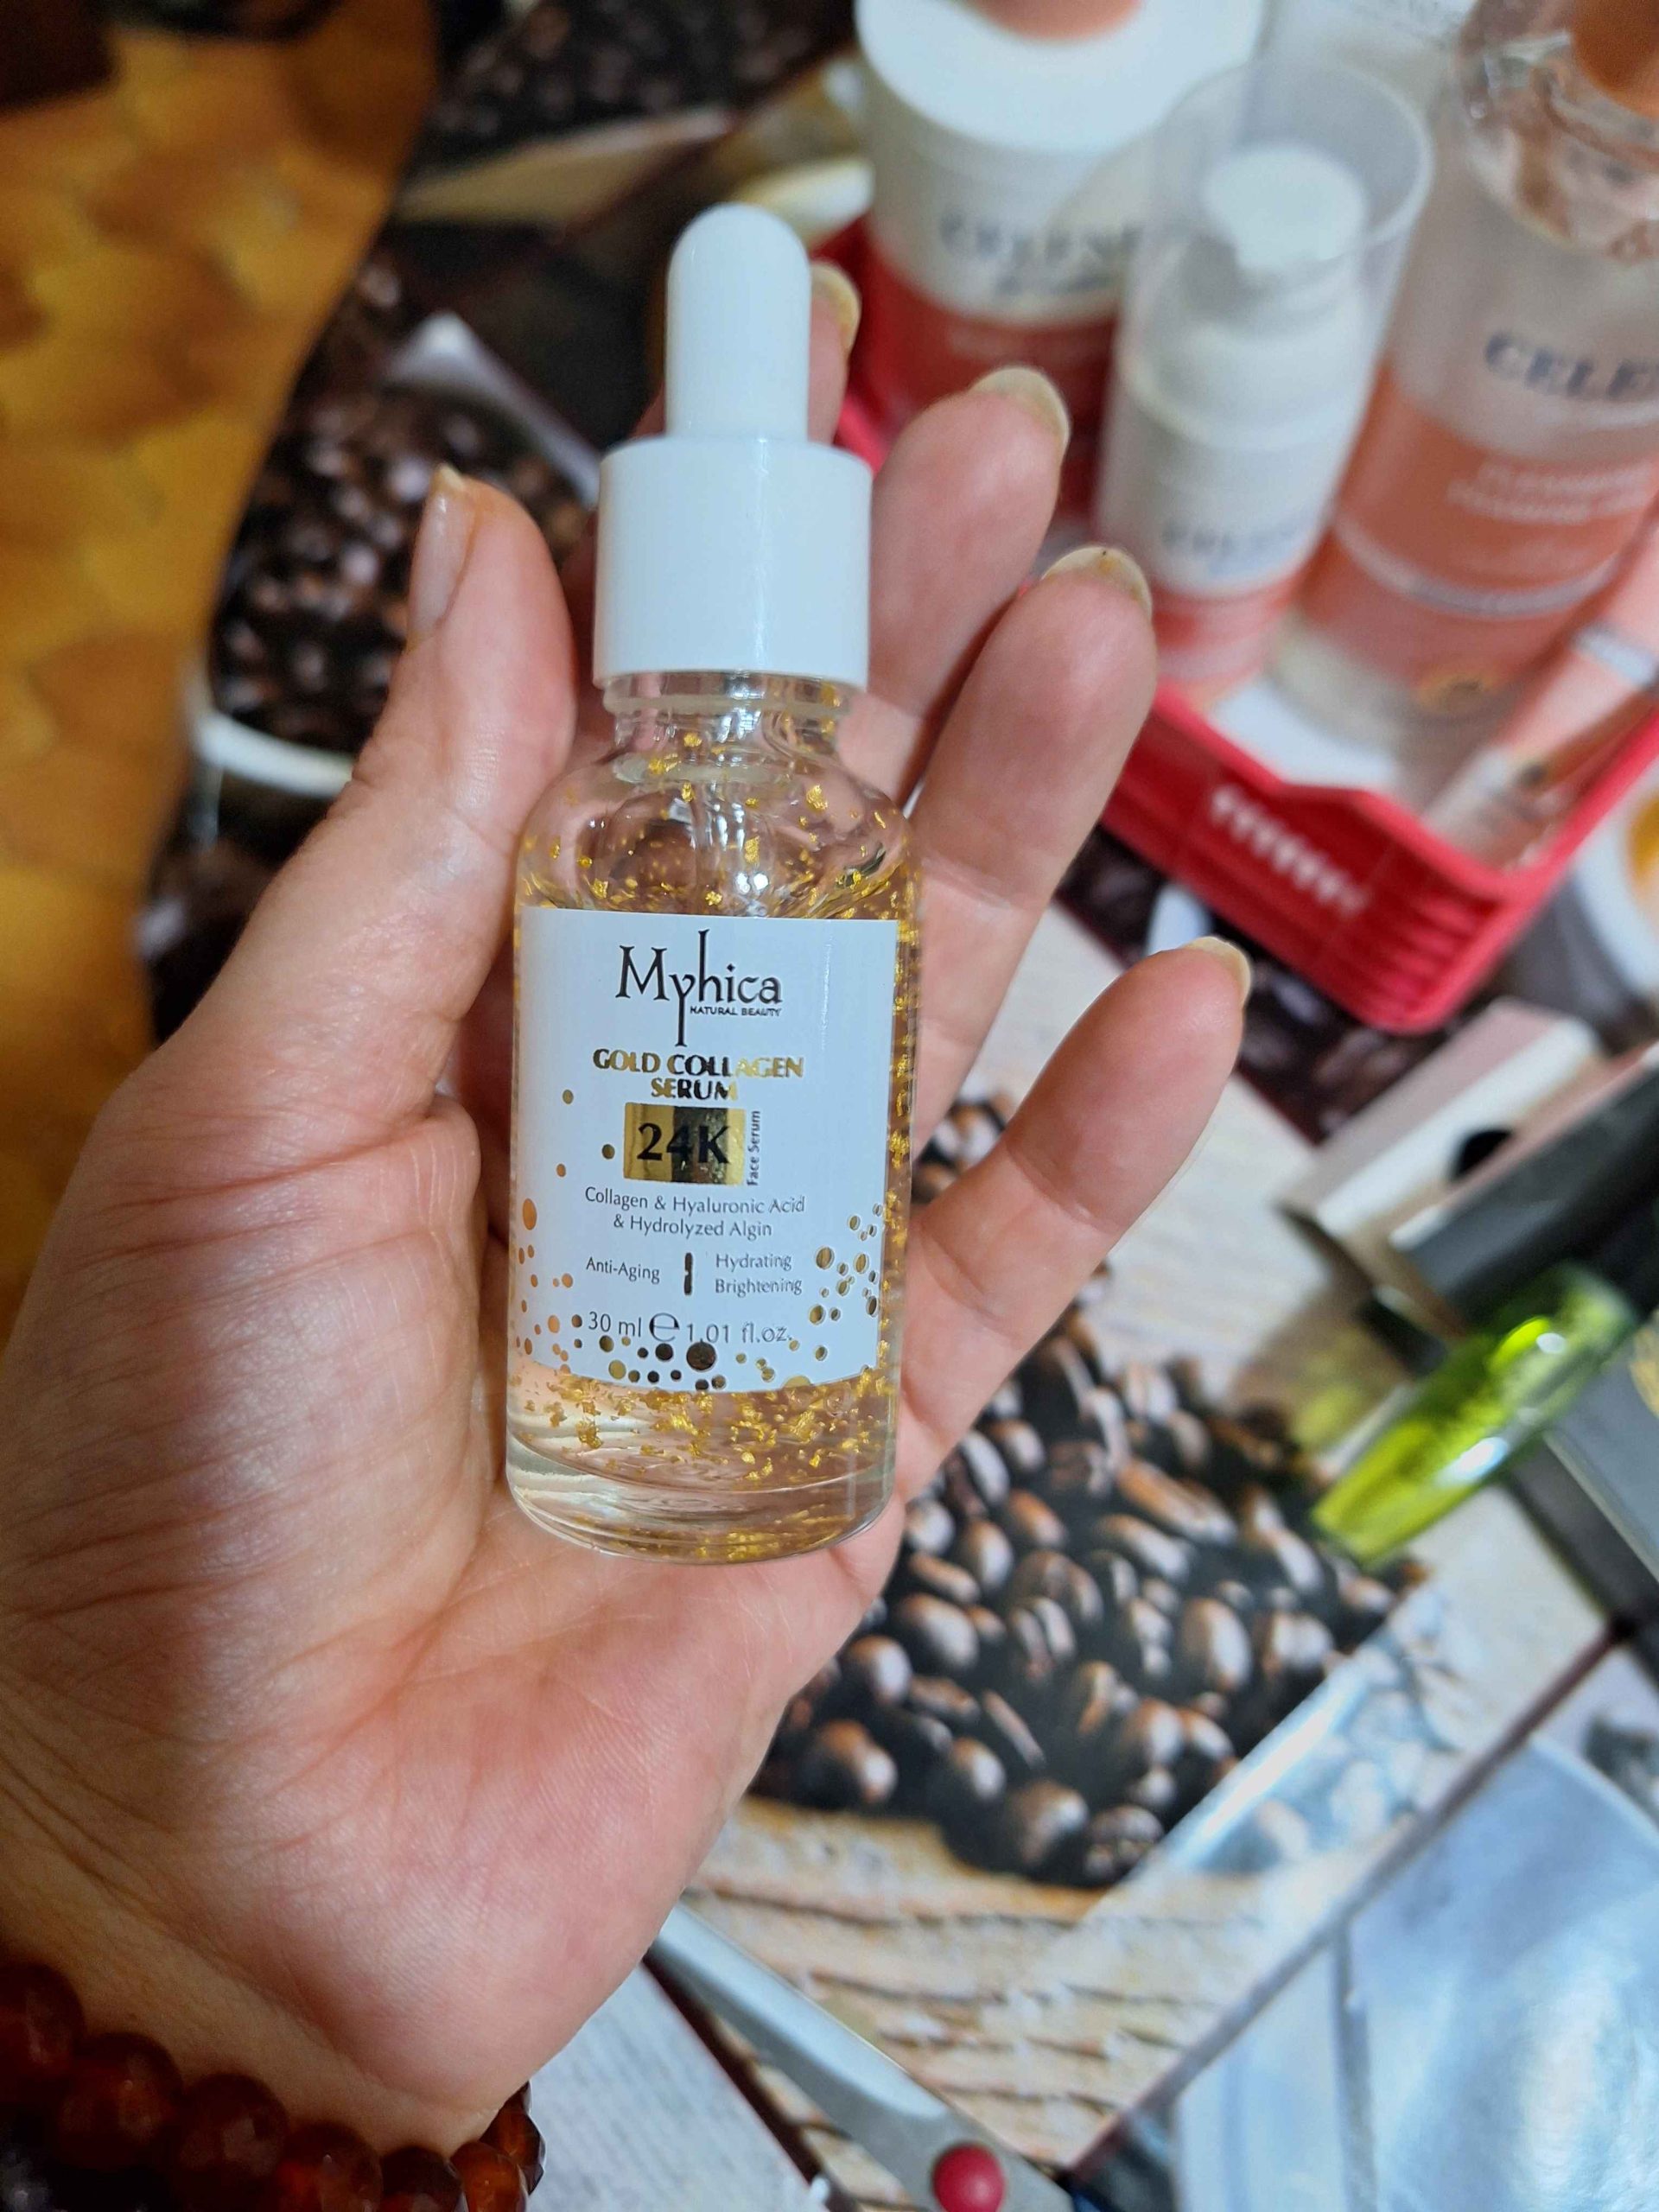 Myhica
NATURAL BEAUTY
GOLD COLLAGEN
SERUM
24K
Face Serum
Collagen & Hyaluronic Acid
& Hydrolyzed Algin
Anti-Aging
Hydrating
Brightening
30 ml e 1.01 fl.oz.